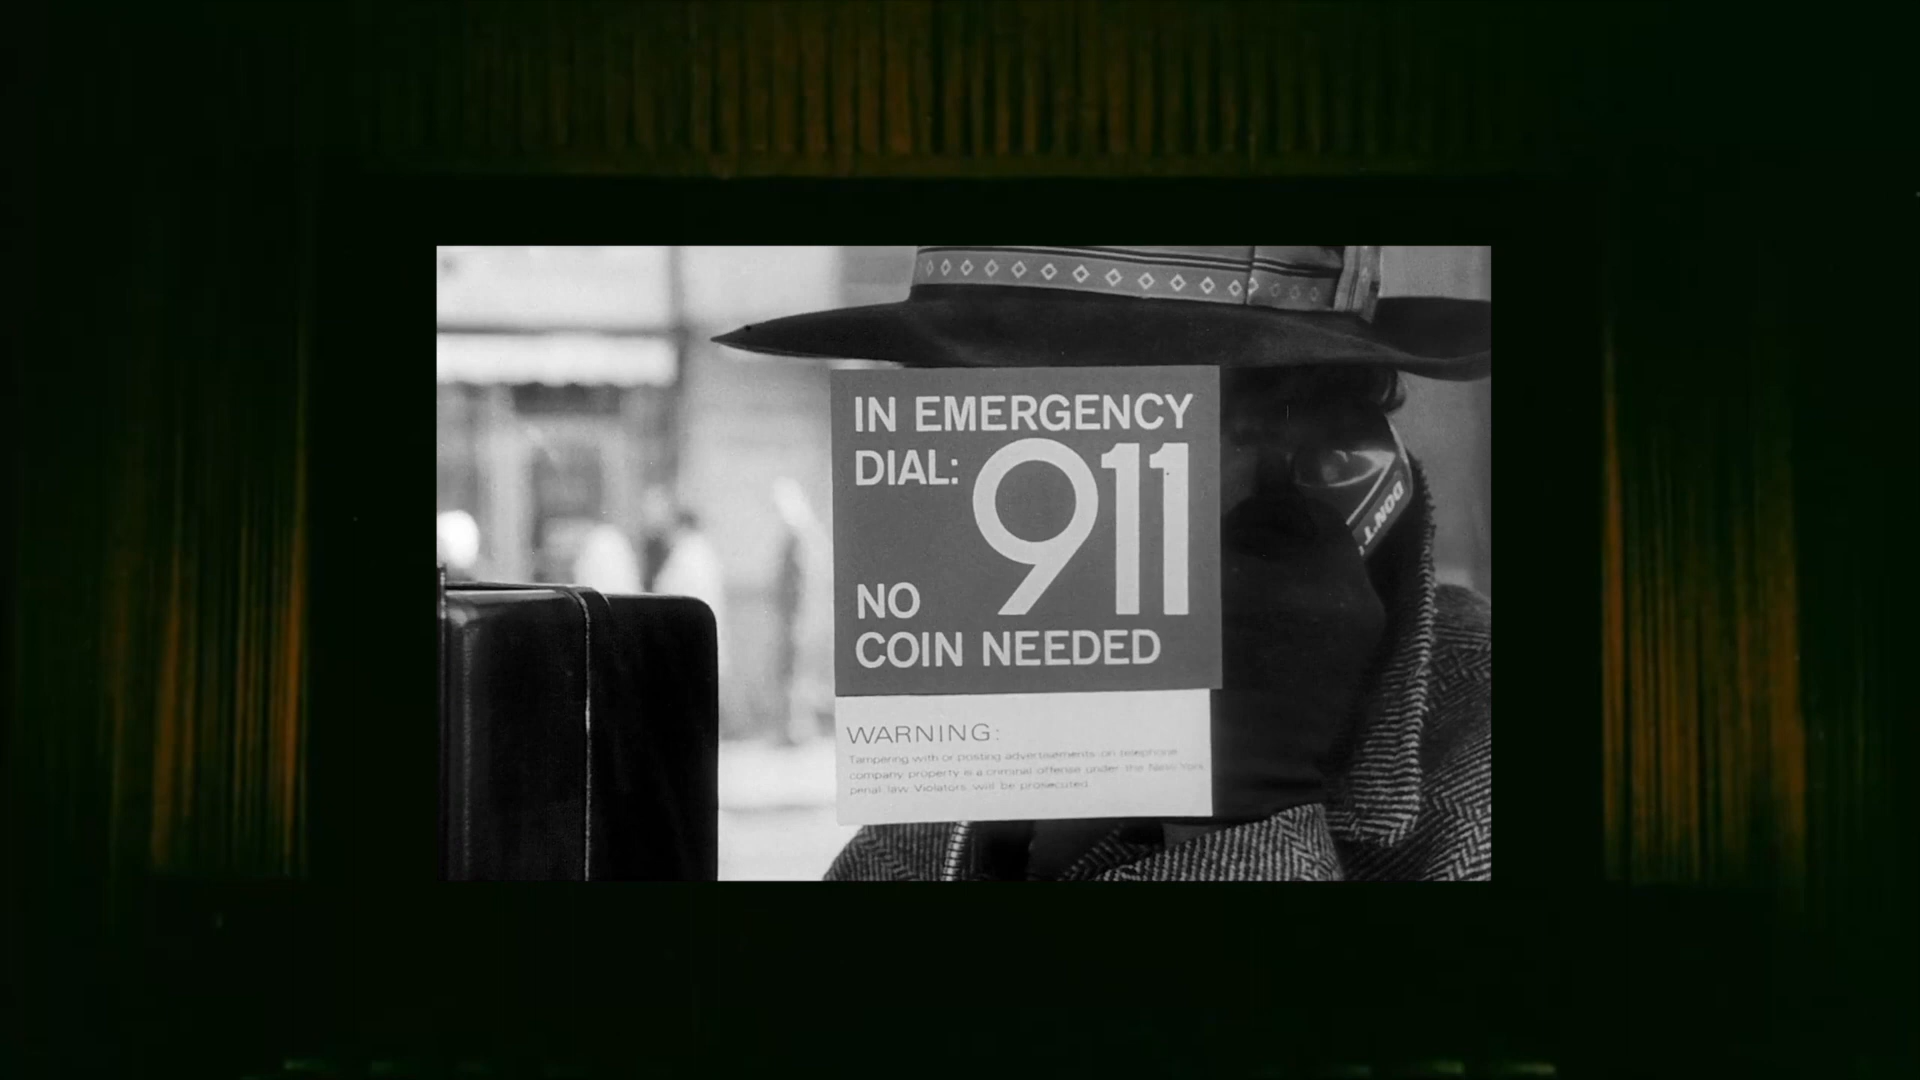 IN EMERGENCY
DIAL: 911
NO
COIN NEEDED
DON'T
WARNING:
Tampering with or posting advertisements on telephone
company property is a criminal offense under the New York
penal law. Violators will be prosecuted.